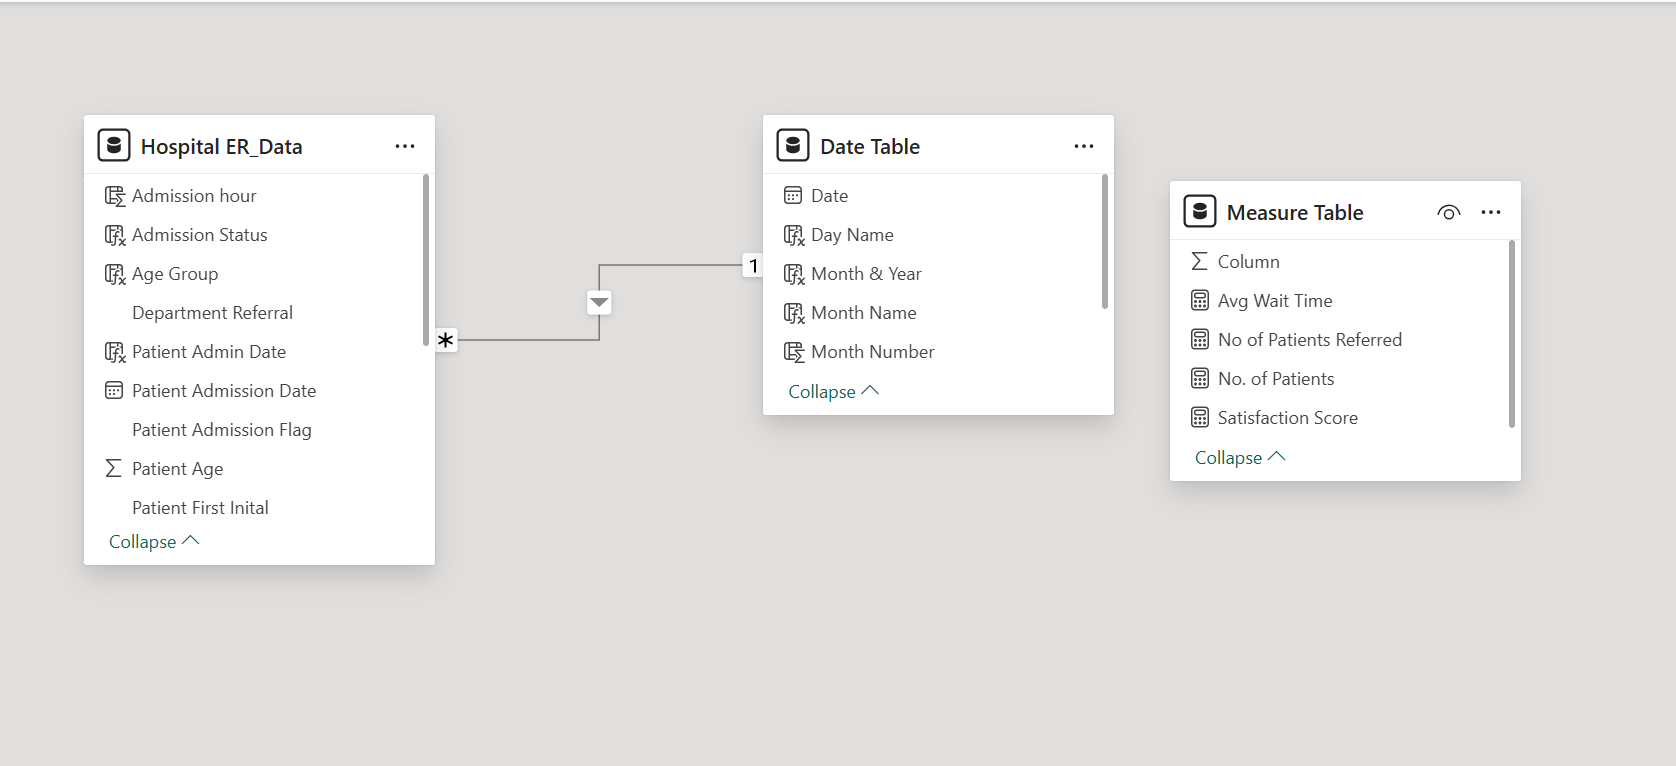 Hospital ER_Data
Admission hour
Admission Status
Age Group
Department Referral
Patient Admin Date
Patient Admission Date
Patient Admission Flag
Patient Age
Patient First Inital
Collapse
*
1
Date Table
Date
Day Name
Month & Year
Month Name
Month Number
Collapse
Measure Table
Column
Avg Wait Time
No of Patients Referred
No. of Patients
Satisfaction Score
Collapse